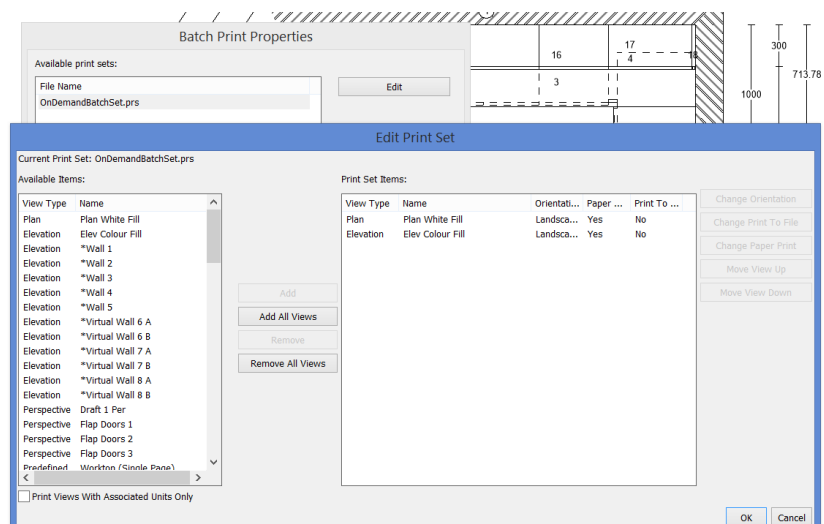 Batch Print Properties
Available print sets:
File Name
OnDemandBatchSet.prs
Edit
16
17
4
18
3
300
713.78
1000
Edit Print Set
Current Print Set: OnDemandBatchSet.prs
Available Items:
View Type Name
Plan Plan White Fill
Elevation Elev Colour Fill
Elevation *Wall 1
Elevation *Wall 2
Elevation *Wall 3
Elevation *Wall 4
Elevation *Wall 5
Elevation *Virtual Wall 6 A
Elevation *Virtual Wall 6 B
Elevation *Virtual Wall 7 A
Elevation *Virtual Wall 7 B
Elevation *Virtual Wall 8 A
Elevation *Virtual Wall 8 B
Perspective Draft 1 Per
Perspective Flap Doors 1
Perspective Flap Doors 2
Perspective Flap Doors 3
Predefined Worktop (Single Page)
Print Views With Associated Units Only
Add
Add All Views
Remove
Remove All Views
Print Set Items:
View Type Name Orientati... Paper ... Print To ...
Plan Plan White Fill Landsca... Yes No
Elevation Elev Colour Fill Landsca... Yes No
Change Orientation
Change Print To File
Change Paper Print
Move View Up
Move View Down
OK Cancel